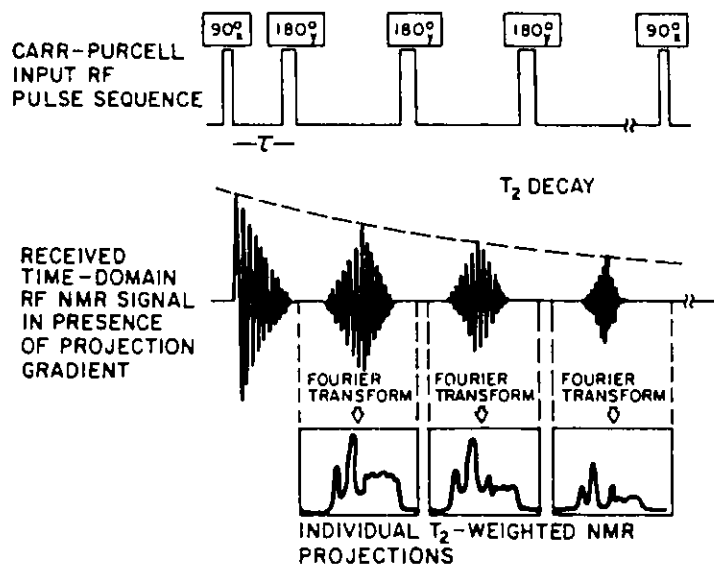 90°x 180°y 180°y 180°y 90°x
CARR-PURCELL
INPUT RF
PULSE SEQUENCE
τ
T2 DECAY
RECEIVED
TIME-DOMAIN
RF NMR SIGNAL
IN PRESENCE
OF PROJECTION
GRADIENT
FOURIER TRANSFORM
FOURIER TRANSFORM
FOURIER TRANSFORM
INDIVIDUAL T2-WEIGHTED NMR
PROJECTIONS